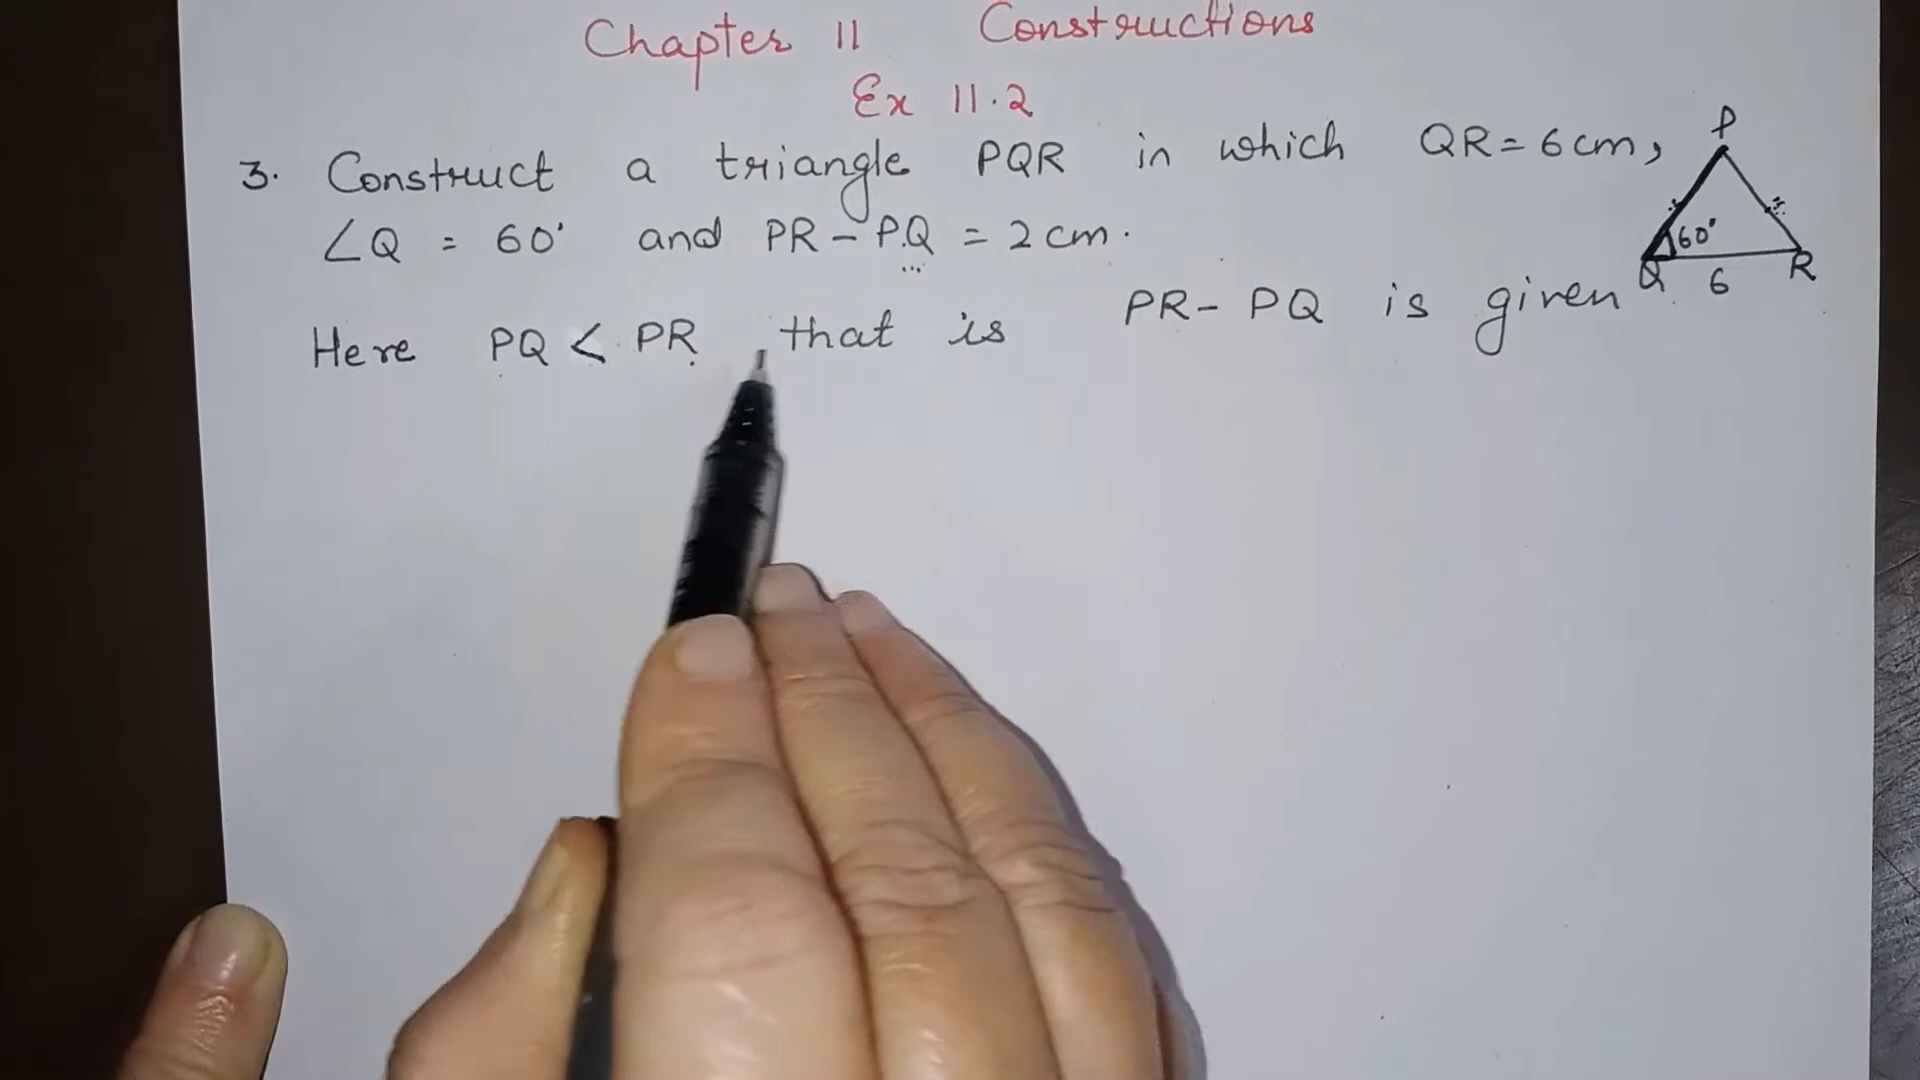 Chapter 11 Constructions
Ex 11.2
3. Construct a triangle PQR in which QR = 6 cm,
∠Q = 60° and PR - PQ = 2 cm.
Here PQ < PR that is PR - PQ is given
P
60°
Q 6 R